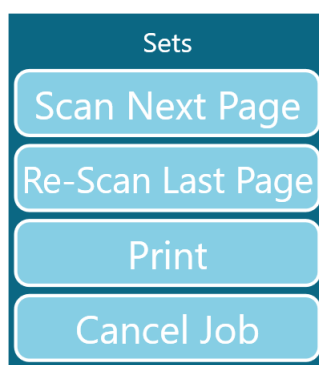 Sets
Scan Next Page
Re-Scan Last Page
Print
Cancel Job